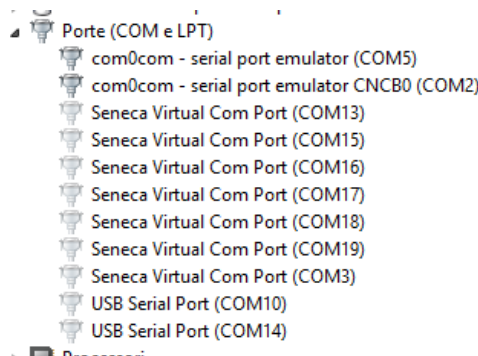 Porte (COM e LPT)
com0com - serial port emulator (COM5)
com0com - serial port emulator CNCB0 (COM2)
Seneca Virtual Com Port (COM13)
Seneca Virtual Com Port (COM15)
Seneca Virtual Com Port (COM16)
Seneca Virtual Com Port (COM17)
Seneca Virtual Com Port (COM18)
Seneca Virtual Com Port (COM19)
Seneca Virtual Com Port (COM3)
USB Serial Port (COM10)
USB Serial Port (COM14)